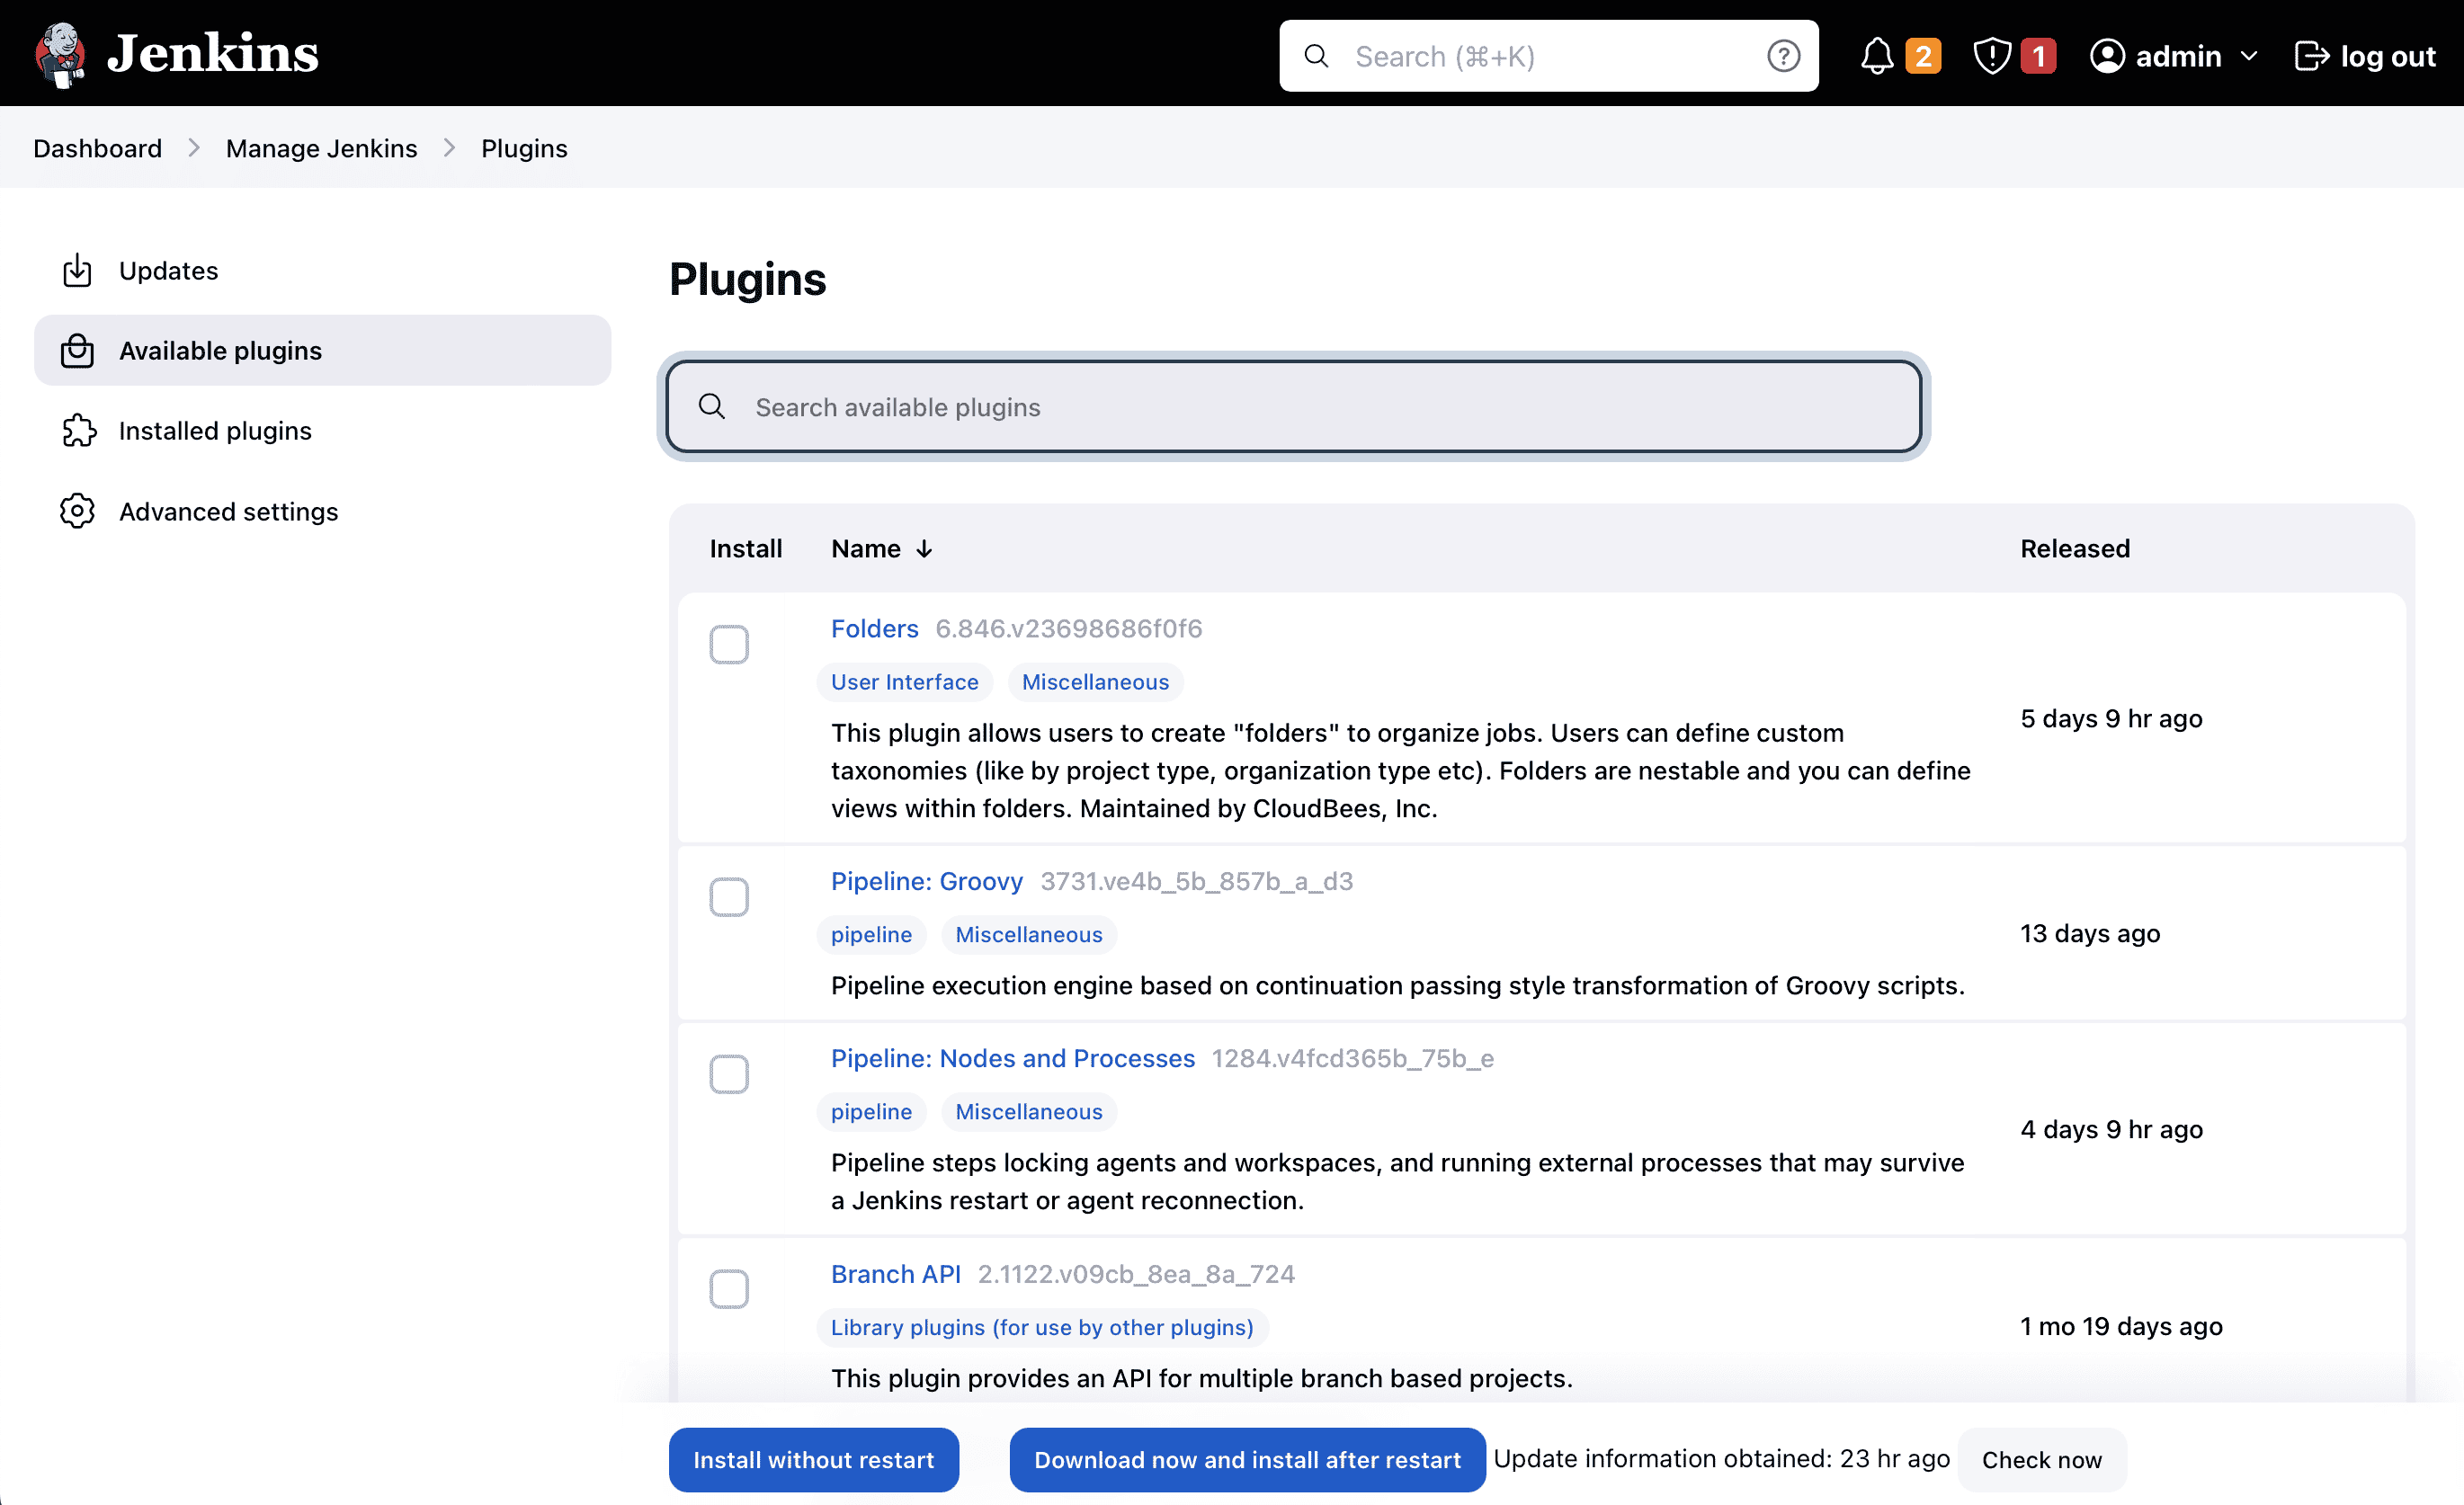 Jenkins
Search (⌘+K)
2
1
admin
log out
Dashboard
Manage Jenkins
Plugins
Updates
Available plugins
Installed plugins
Advanced settings
Plugins
Search available plugins
Install Name ↓ Released
Folders 6.846.v23698686f0f6
User Interface Miscellaneous
This plugin allows users to create "folders" to organize jobs. Users can define custom
taxonomies (like by project type, organization type etc). Folders are nestable and you can define
views within folders. Maintained by CloudBees, Inc.
5 days 9 hr ago
Pipeline: Groovy 3731.ve4b_5b_857b_a_d3
pipeline Miscellaneous
Pipeline execution engine based on continuation passing style transformation of Groovy scripts.
13 days ago
Pipeline: Nodes and Processes 1284.v4fcd365b_75b_e
pipeline Miscellaneous
Pipeline steps locking agents and workspaces, and running external processes that may survive
a Jenkins restart or agent reconnection.
4 days 9 hr ago
Branch API 2.1122.v09cb_8ea_8a_724
Library plugins (for use by other plugins)
This plugin provides an API for multiple branch based projects.
1 mo 19 days ago
Install without restart
Download now and install after restart
Update information obtained: 23 hr ago
Check now